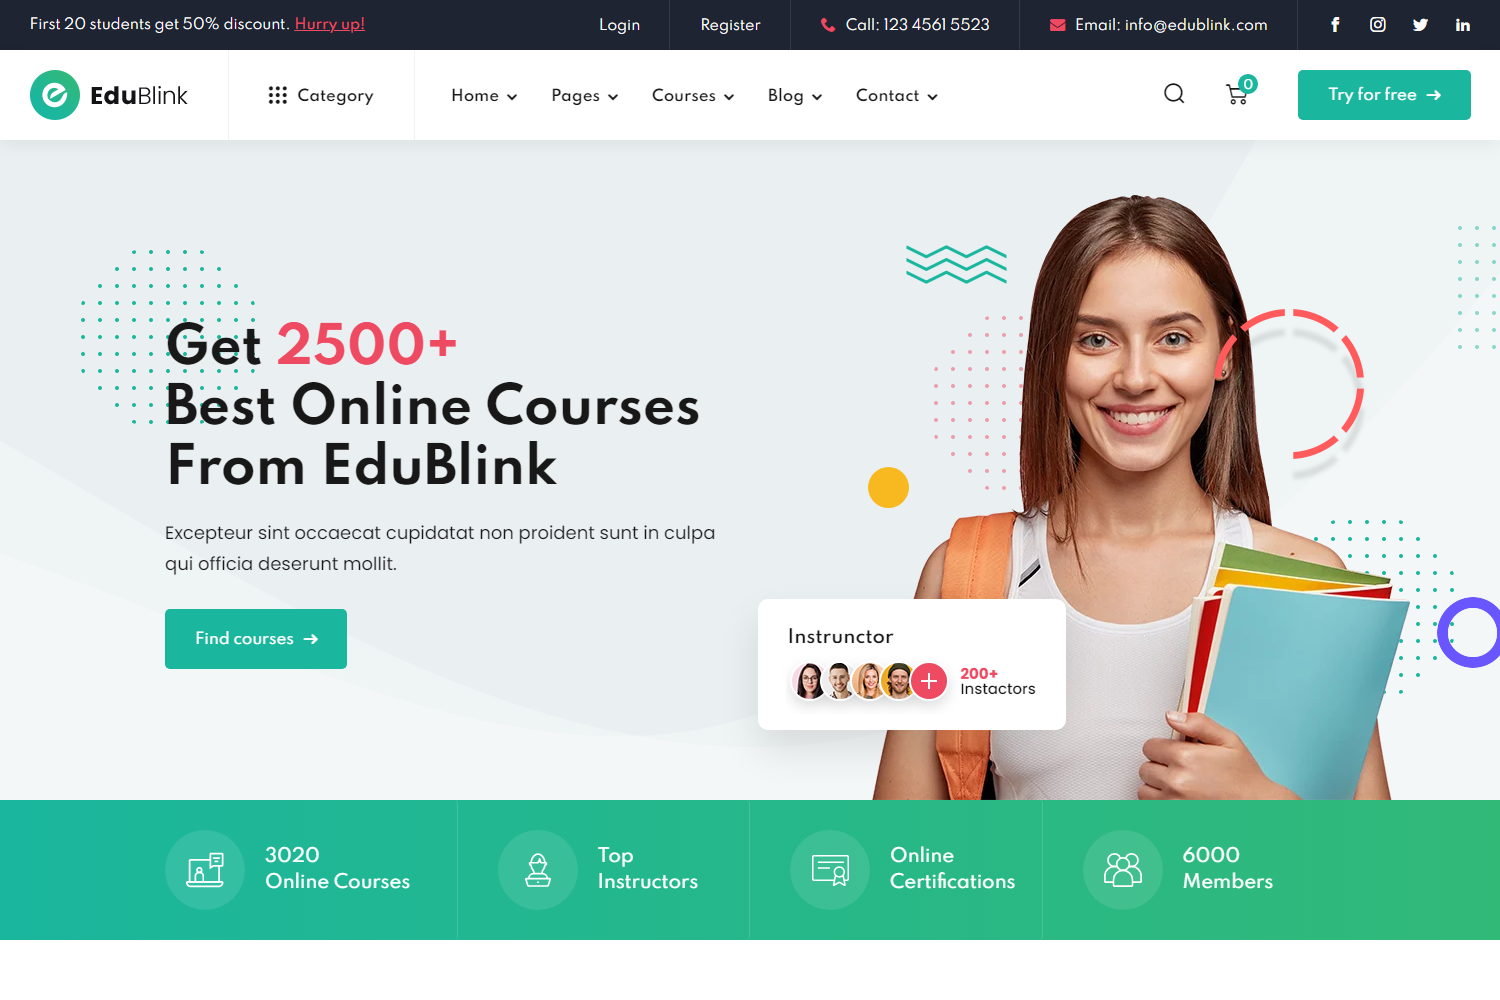 First 20 students get 50% discount. Hurry up!
Login
Register
Call: 123 4561 5523
Email: info@edublink.com
EduBlink
Category
Home
Pages
Courses
Blog
Contact
0
Try for free
Get 2500+
Best Online Courses
From EduBlink
Excepteur sint occaecat cupidatat non proident sunt in culpa
qui officia deserunt mollit.
Find courses
Instrunctor
200+
Instactors
3020
Online Courses
Top
Instructors
Online
Certifications
6000
Members